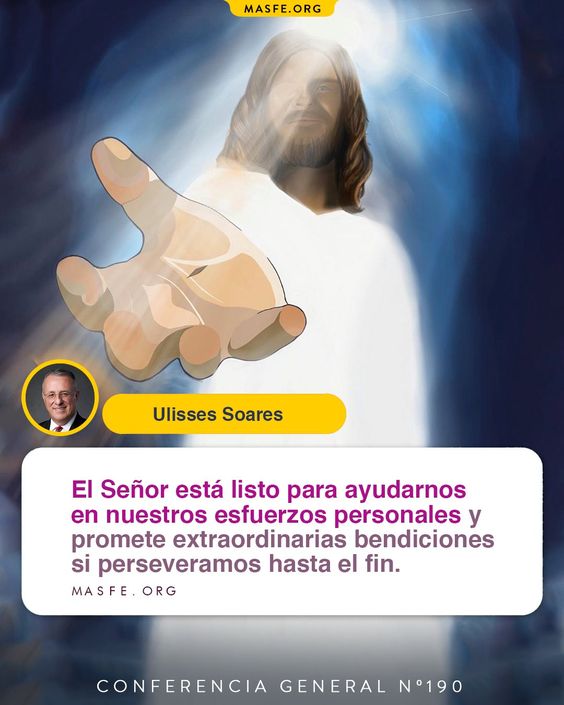 MASFE.ORG
Ulisses Soares
El Señor está listo para ayudarnos
en nuestros esfuerzos personales y
promete extraordinarias bendiciones
si perseveramos hasta el fin.
MASFE.ORG
CONFERENCIA GENERAL Nº190